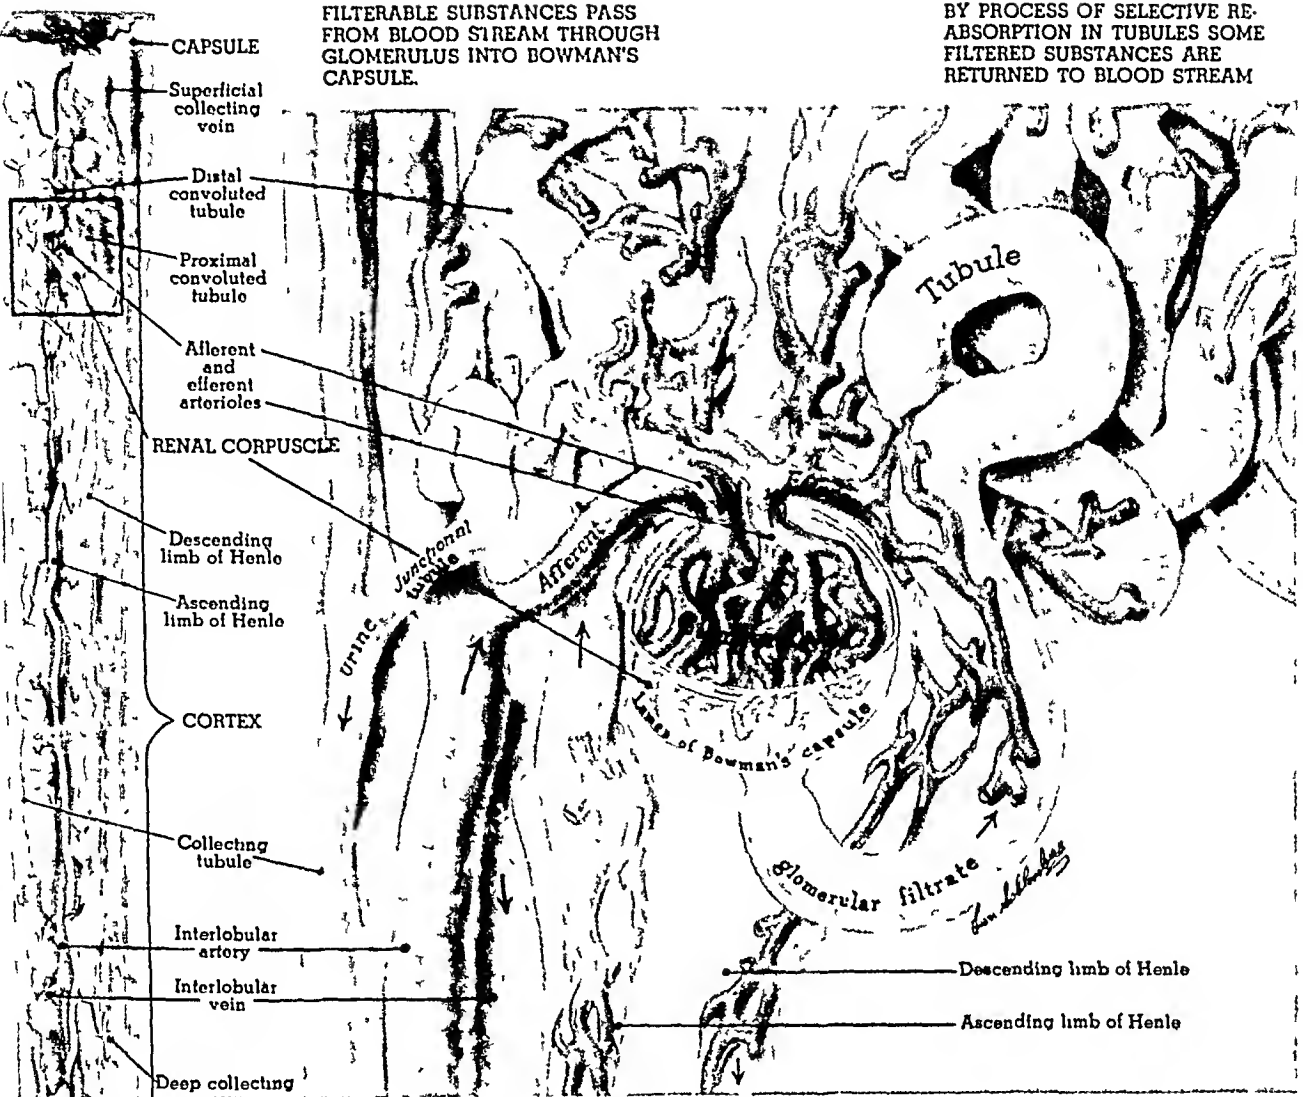 FILTERABLE SUBSTANCES PASS
FROM BLOOD STREAM THROUGH
GLOMERULUS INTO BOWMAN'S
CAPSULE.
BY PROCESS OF SELECTIVE RE-
ABSORPTION IN TUBULES SOME
FILTERED SUBSTANCES ARE
RETURNED TO BLOOD STREAM
CAPSULE
Superficial
collecting
vein
Distal
convoluted
tubule
Proximal
convoluted
tubule
Afferent
and
efferent
arterioles
RENAL CORPUSCLE
Descending
limb of Henle
Ascending
limb of Henle
CORTEX
Collecting
tubule
Interlobular
artery
Interlobular
vein
Deep collecting
Tubule
Junctional
tubule
Afferent
Urine
of Bowman's capsule
glomerular filtrate
Descending limb of Henle
Ascending limb of Henle